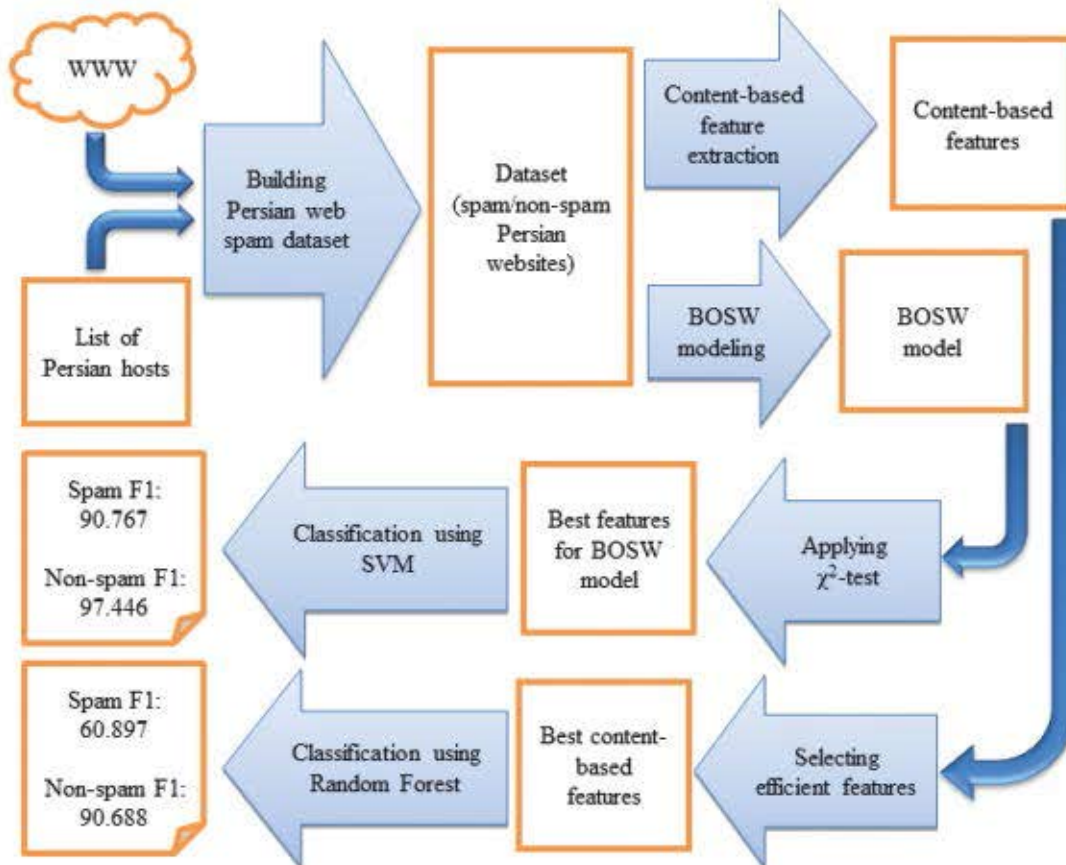 WWW
List of
Persian hosts
Building
Persian web
spam dataset
Dataset
(spam/non-spam
Persian
websites)
Content-based
feature
extraction
Content-based
features
BOSW
modeling
BOSW
model
Applying
χ²-test
Best features
for BOSW
model
Classification using
SVM
Spam F1:
90.767
Non-spam F1:
97.446
Selecting
efficient features
Best content-
based
features
Classification using
Random Forest
Spam F1:
60.897
Non-spam F1:
90.688